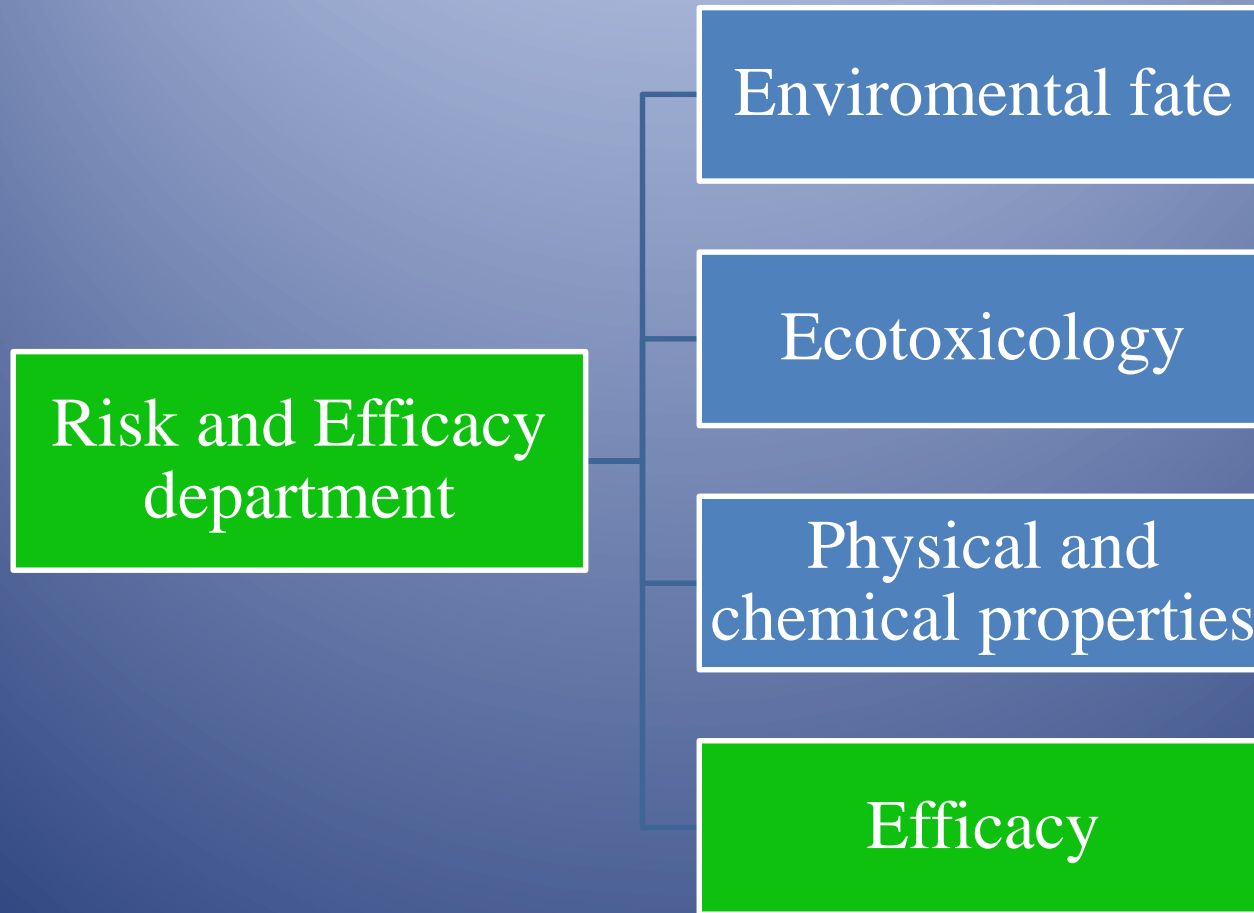 Enviromental fate
Ecotoxicology
Risk and Efficacy
department
Physical and
chemical properties
Efficacy